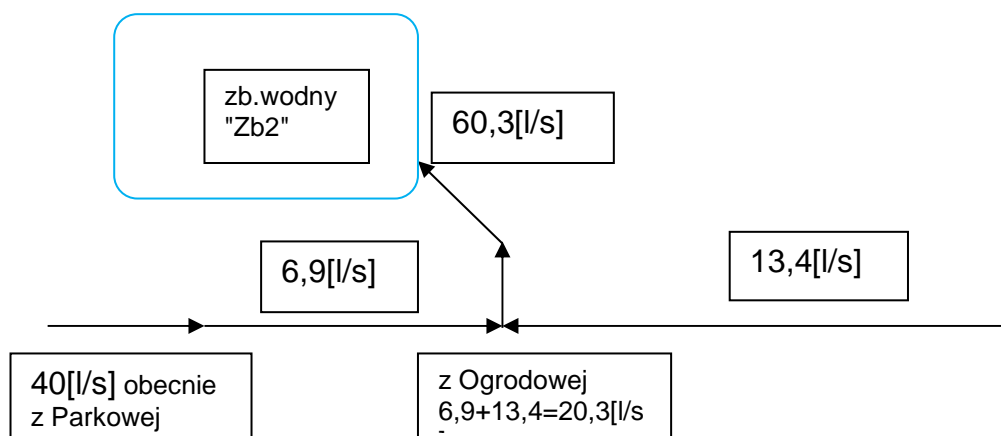 zb.wodny
"Zb2"
60,3[l/s]
6,9[l/s]
13,4[l/s]
40[l/s] obecnie
z Parkowej
z Ogrodowej
6,9+13,4=20,3[l/s
]